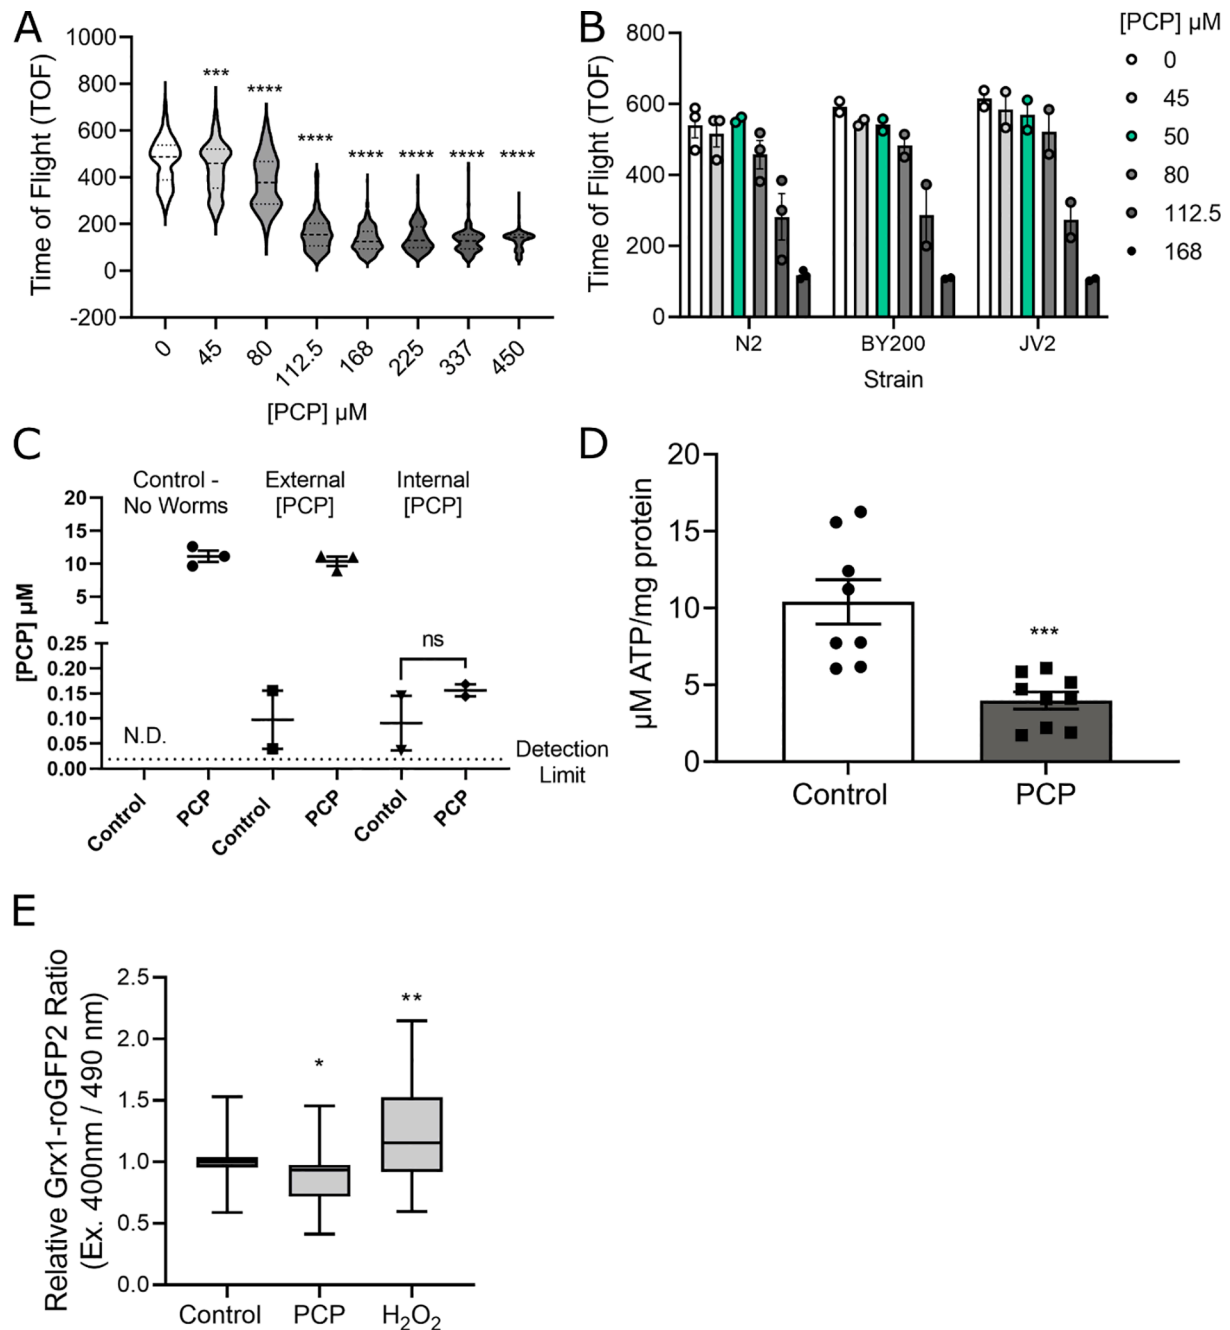 A
Time of Flight (TOF)
1000
800
600
400
200
0
-200
***
****
****
****
****
****
****
0
45
80
112.5
168
225
337
450
[PCP] µM
B
Time of Flight (TOF)
800
600
400
200
0
N2
BY200
JV2
Strain
[PCP] µM
0
45
50
80
112.5
168
C
[PCP] µM
20
15
10
5
0.25
0.20
0.15
0.10
0.05
0.00
Control -
No Worms
External
[PCP]
Internal
[PCP]
ns
N.D.
Detection
Limit
Control
PCP
Control
PCP
Contol
PCP
D
µM ATP/mg protein
20
15
10
5
0
***
Control
PCP
E
Relative Grx1-roGFP2 Ratio
(Ex. 400nm / 490 nm)
2.5
2.0
1.5
1.0
0.5
0.0
*
**
Control
PCP
H₂O₂